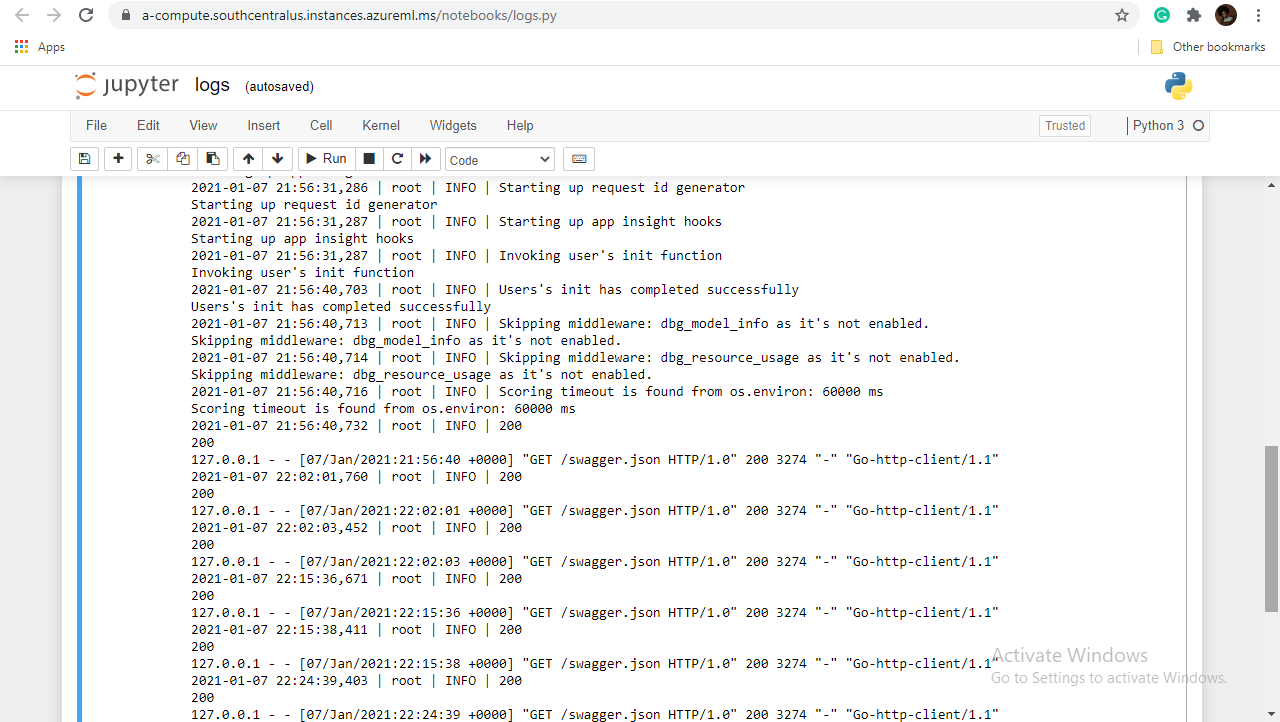 a-compute.southcentralus.instances.azureml.ms/notebooks/logs.py
Apps
Other bookmarks
jupyter logs (autosaved)
File Edit View Insert Cell Kernel Widgets Help Trusted Python 3
Run Code
2021-01-07 21:56:31,286 | root | INFO | Starting up request id generator
Starting up request id generator
2021-01-07 21:56:31,287 | root | INFO | Starting up app insight hooks
Starting up app insight hooks
2021-01-07 21:56:31,287 | root | INFO | Invoking user's init function
Invoking user's init function
2021-01-07 21:56:40,703 | root | INFO | Users's init has completed successfully
Users's init has completed successfully
2021-01-07 21:56:40,713 | root | INFO | Skipping middleware: dbg_model_info as it's not enabled.
Skipping middleware: dbg_model_info as it's not enabled.
2021-01-07 21:56:40,714 | root | INFO | Skipping middleware: dbg_resource_usage as it's not enabled.
Skipping middleware: dbg_resource_usage as it's not enabled.
2021-01-07 21:56:40,716 | root | INFO | Scoring timeout is found from os.environ: 60000 ms
Scoring timeout is found from os.environ: 60000 ms
2021-01-07 21:56:40,732 | root | INFO | 200
200
127.0.0.1 - - [07/Jan/2021:21:56:40 +0000] "GET /swagger.json HTTP/1.0" 200 3274 "-" "Go-http-client/1.1"
2021-01-07 22:02:01,760 | root | INFO | 200
200
127.0.0.1 - - [07/Jan/2021:22:02:01 +0000] "GET /swagger.json HTTP/1.0" 200 3274 "-" "Go-http-client/1.1"
2021-01-07 22:02:03,452 | root | INFO | 200
200
127.0.0.1 - - [07/Jan/2021:22:02:03 +0000] "GET /swagger.json HTTP/1.0" 200 3274 "-" "Go-http-client/1.1"
2021-01-07 22:15:36,671 | root | INFO | 200
200
127.0.0.1 - - [07/Jan/2021:22:15:36 +0000] "GET /swagger.json HTTP/1.0" 200 3274 "-" "Go-http-client/1.1"
2021-01-07 22:15:38,411 | root | INFO | 200
200
127.0.0.1 - - [07/Jan/2021:22:15:38 +0000] "GET /swagger.json HTTP/1.0" 200 3274 "-" "Go-http-client/1.1"
2021-01-07 22:24:39,403 | root | INFO | 200
200
127.0.0.1 - - [07/Jan/2021:22:24:39 +0000] "GET /swagger.json HTTP/1.0" 200 3274 "-" "Go-http-client/1.1"
Activate Windows
Go to Settings to activate Windows.